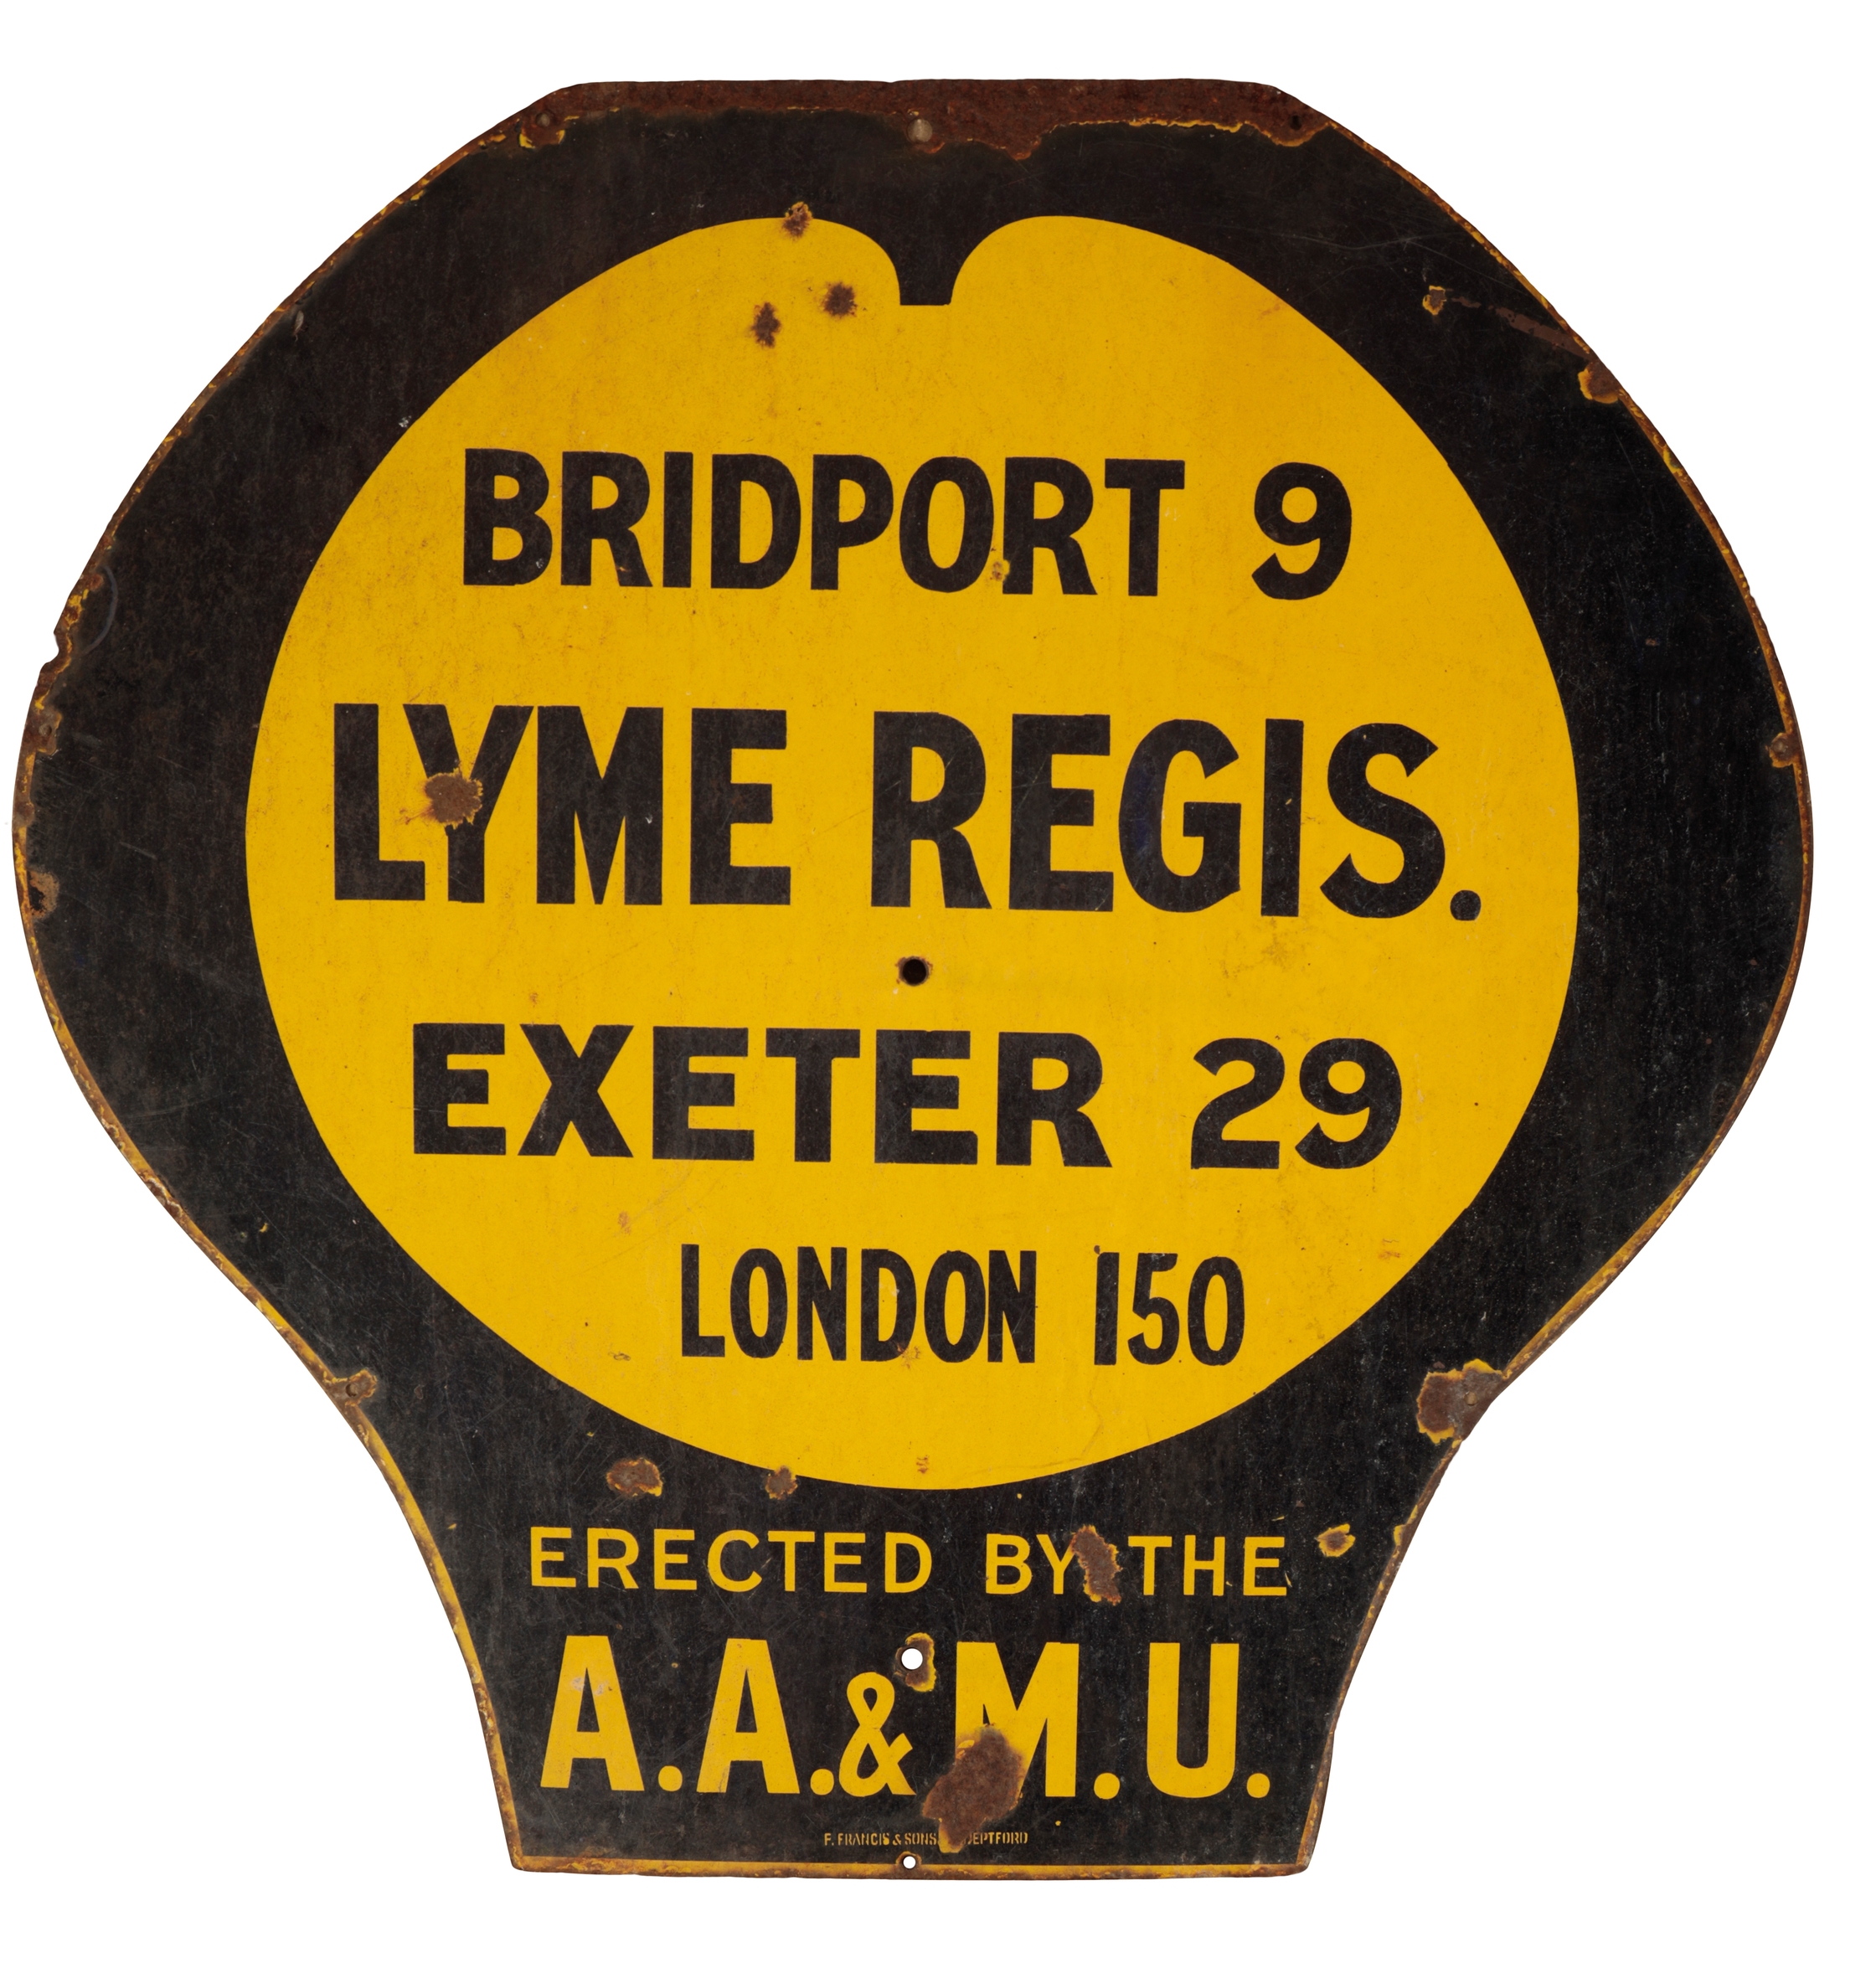 BRIDPORT 9
LYME REGIS.
EXETER 29
LONDON 150
ERECTED BY THE
A.A.& M.U.
F. FRANCIS & SONS DEPTFORD